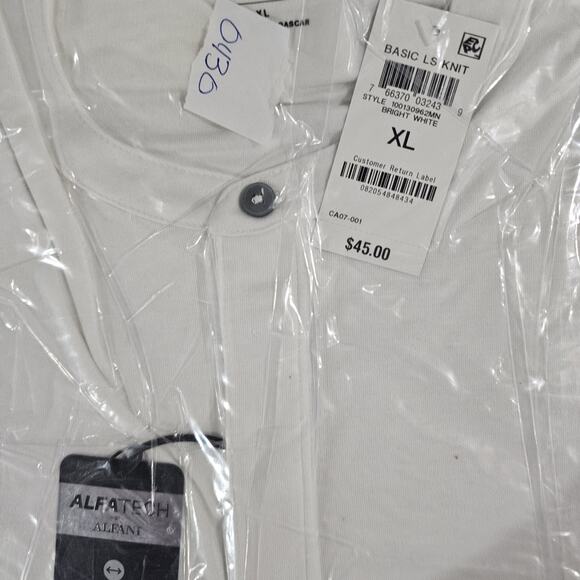 XL
0436
BASIC LS KNIT
7 66370 03243 9
STYLE 100130962MN
BRIGHT WHITE
XL
Customer Return Label
082054848434
CA07-001
$45.00
ALFATECH
ALFANI